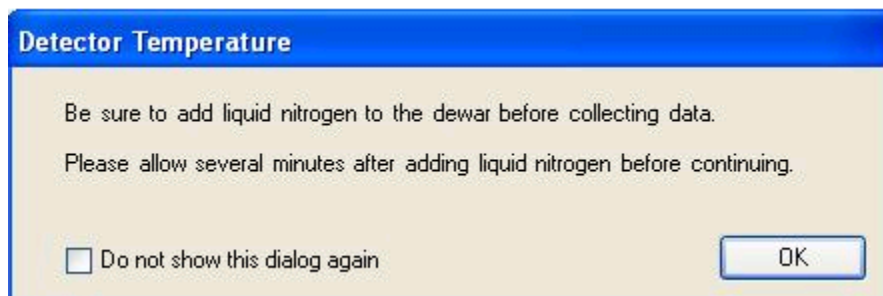 Detector Temperature
Be sure to add liquid nitrogen to the dewar before collecting data.
Please allow several minutes after adding liquid nitrogen before continuing.
Do not show this dialog again
OK